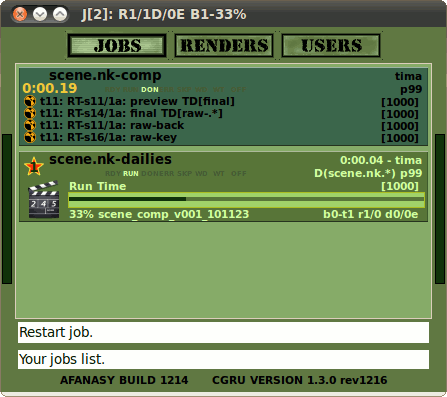 J[2]: R1/1D/0E B1-33%
JOBS RENDERS USERS
scene.nk-comp tima
0:00.19 DON p99
t11: RT-s11/1a: preview TD[final] [1000]
t11: RT-s14/1a: final TD[raw-.*] [1000]
t11: RT-s11/1a: raw-back [1000]
t11: RT-s16/1a: raw-key [1000]
1 scene.nk-dailies 0:00.04 - tima
RDY RUN DON ERR SKP WD WT OFF D(scene.nk.*) p99
Run Time [1000]
245
33% scene_comp_v001_101123 b0-t1 r1/0 d0/0e
Restart job.
Your jobs list.
AFANASY BUILD 1214 CGRU VERSION 1.3.0 rev1216